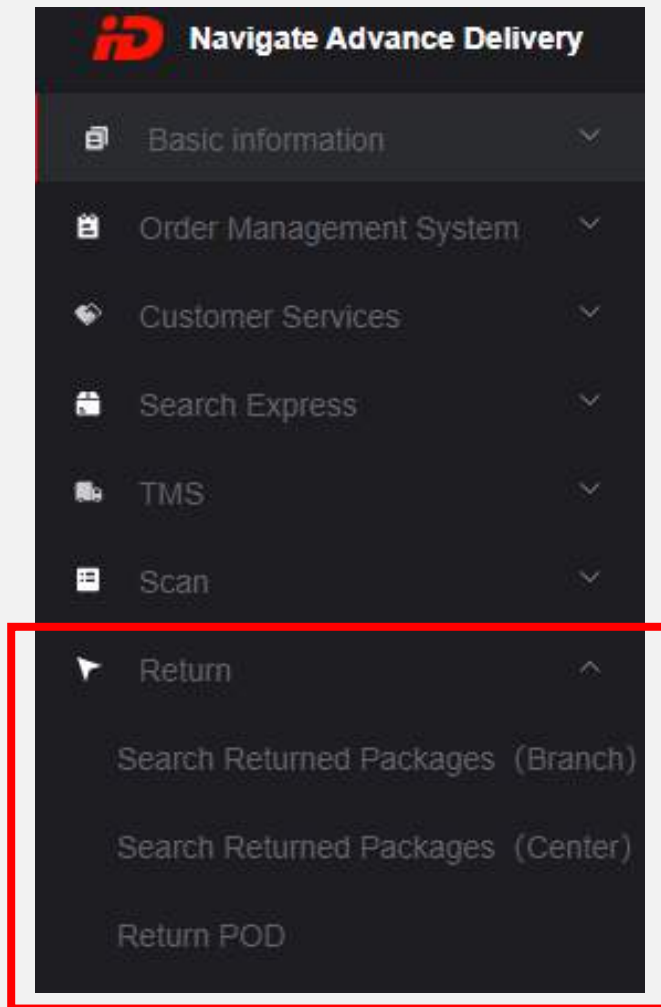 iD Navigate Advance Delivery
Basic information
Order Management System
Customer Services
Search Express
TMS
Scan
Return
Search Returned Packages（Branch）
Search Returned Packages（Center）
Return POD